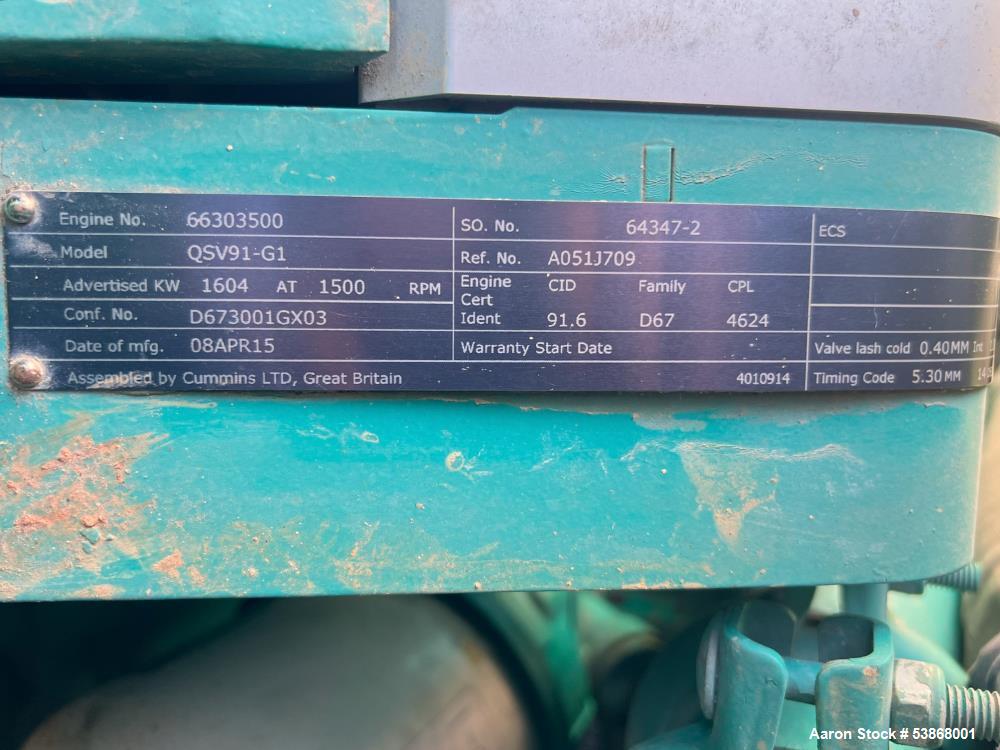 Engine No. 66303500
Model QSV91-G1
Advertised KW 1604 AT 1500 RPM
Conf. No. D673001GX03
Date of mfg. 08APR15
Assembled by Cummins LTD, Great Britain
4010914
SO. No. 64347-2
Ref. No. A051J709
Engine Cert Ident
CID Family CPL
91.6 D67 4624
Warranty Start Date
ECS
Valve lash cold 0.40MM Int
Timing Code 5.30 MM
Aaron Stock # 53868001